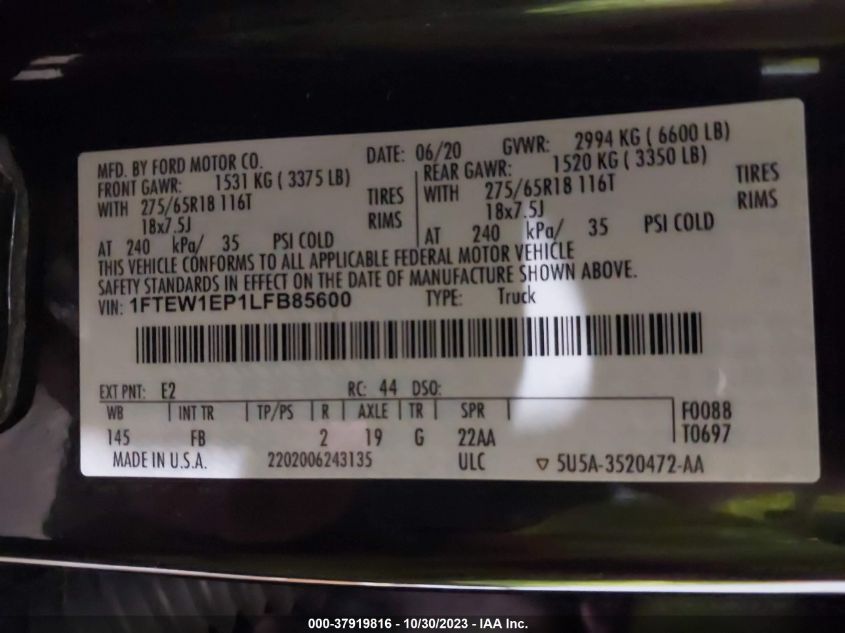 MFD. BY FORD MOTOR CO. DATE: 06/20 GVWR: 2994 KG ( 6600 LB)
FRONT GAWR: 1531 KG ( 3375 LB) REAR GAWR: 1520 KG ( 3350 LB)
WITH 275/65R18 116T TIRES WITH 275/65R18 116T TIRES
18x7.5J RIMS 18x7.5J RIMS
AT 240 kPa/ 35 PSI COLD AT 240 kPa/ 35 PSI COLD
THIS VEHICLE CONFORMS TO ALL APPLICABLE FEDERAL MOTOR VEHICLE
SAFETY STANDARDS IN EFFECT ON THE DATE OF MANUFACTURE SHOWN ABOVE.
VIN: 1FTEW1EP1LFB85600 TYPE: Truck
EXT PNT: E2 RC: 44 DSO:
WB INT TR TP/PS R AXLE TR SPR F0088
145 FB 2 19 G 22AA T0697
MADE IN U.S.A. 2202006243135 ULC 5U5A-3520472-AA
000-37919816 - 10/30/2023 - IAA Inc.